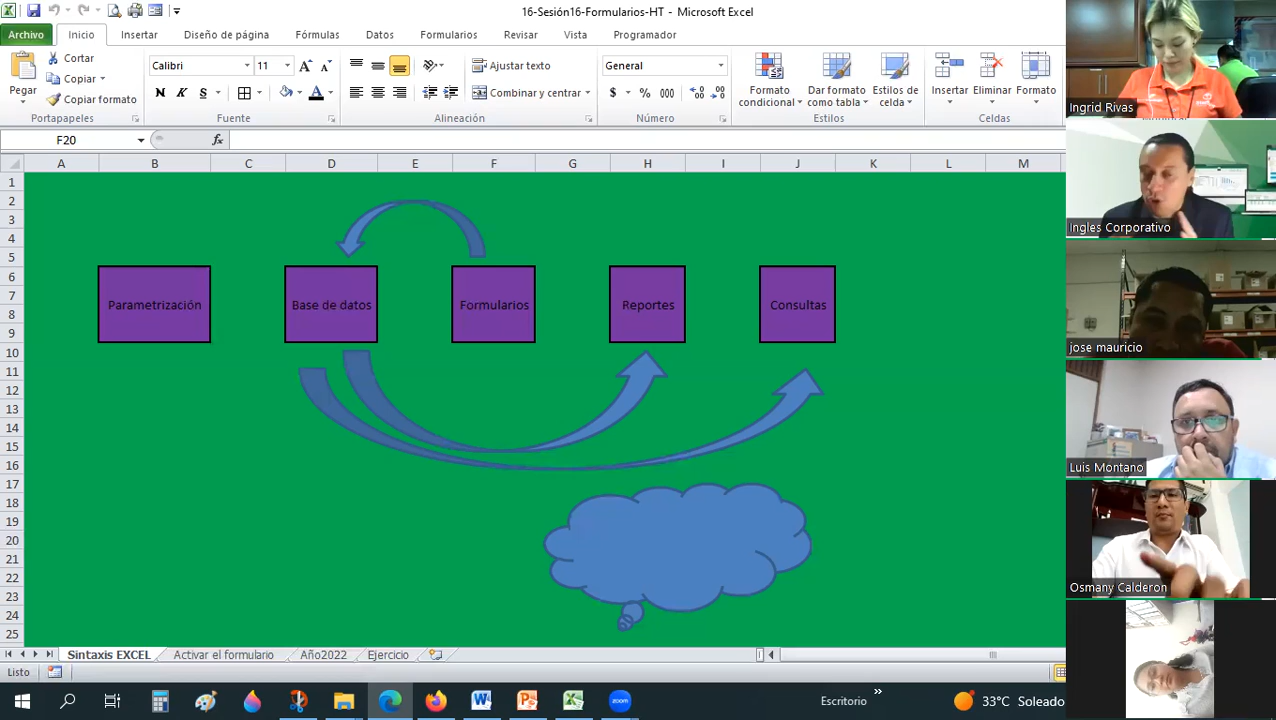 16-Sesión16-Formularios-HT - Microsoft Excel
Archivo Inicio Insertar Diseño de página Fórmulas Datos Formularios Revisar Vista Programador
Pegar
Cortar
Copiar
Copiar formato
Portapapeles
Calibri 11
N K S
A
Fuente
Ajustar texto
Combinar y centrar
Alineación
General
$ % 000
Número
Formato condicional
Dar formato como tabla
Estilos de celda
Estilos
Insertar Eliminar Formato
Celdas
F20
fx
A B C D E F G H I J K L M
1
2
3
4
5
6
7
8
9
10
11
12
13
14
15
16
17
18
19
20
21
22
23
24
25
Parametrización Base de datos Formularios Reportes Consultas
Sintaxis EXCEL Activar el formulario Año2022 Ejercicio
Listo
Escritorio
33°C Soleado
Ingrid Rivas
Ingles Corporativo
jose mauricio
Luis Montano
Osmany Calderon